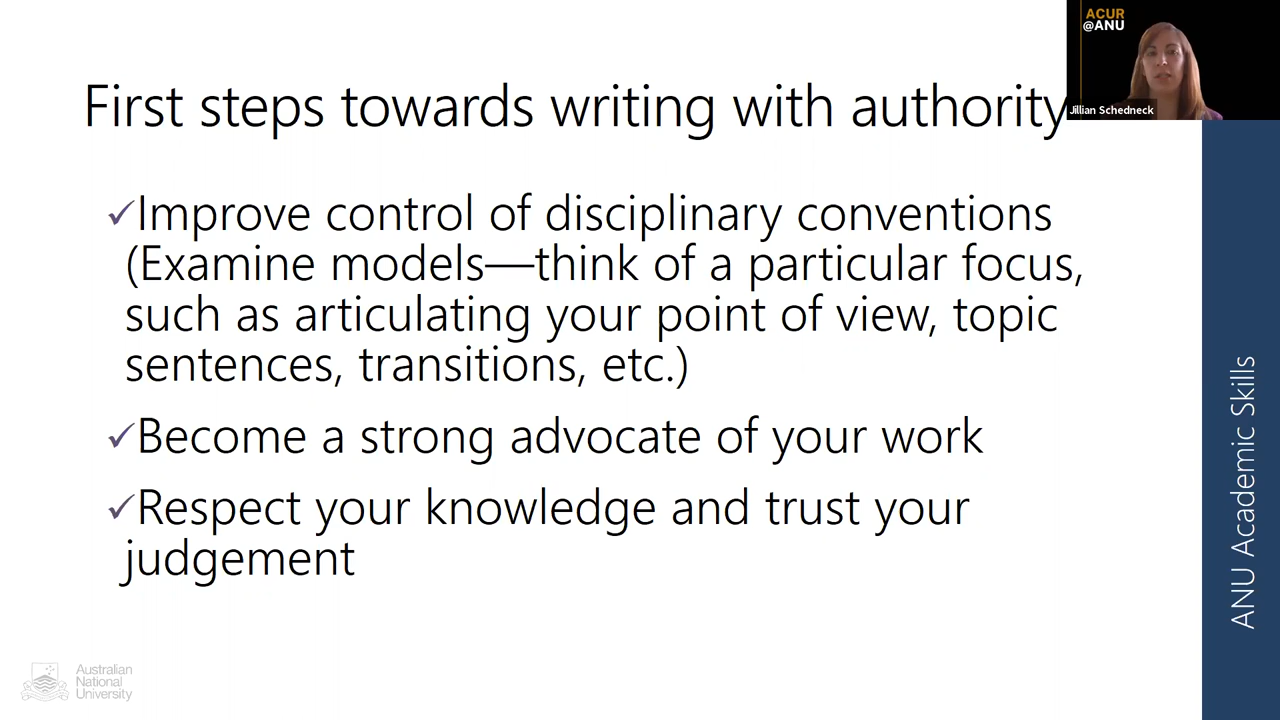 ACUR
@ANU
Jillian Schedneck
First steps towards writing with authority
✓Improve control of disciplinary conventions
(Examine models—think of a particular focus,
such as articulating your point of view, topic
sentences, transitions, etc.)
✓Become a strong advocate of your work
✓Respect your knowledge and trust your
judgement
ANU Academic Skills
Australian
National
University